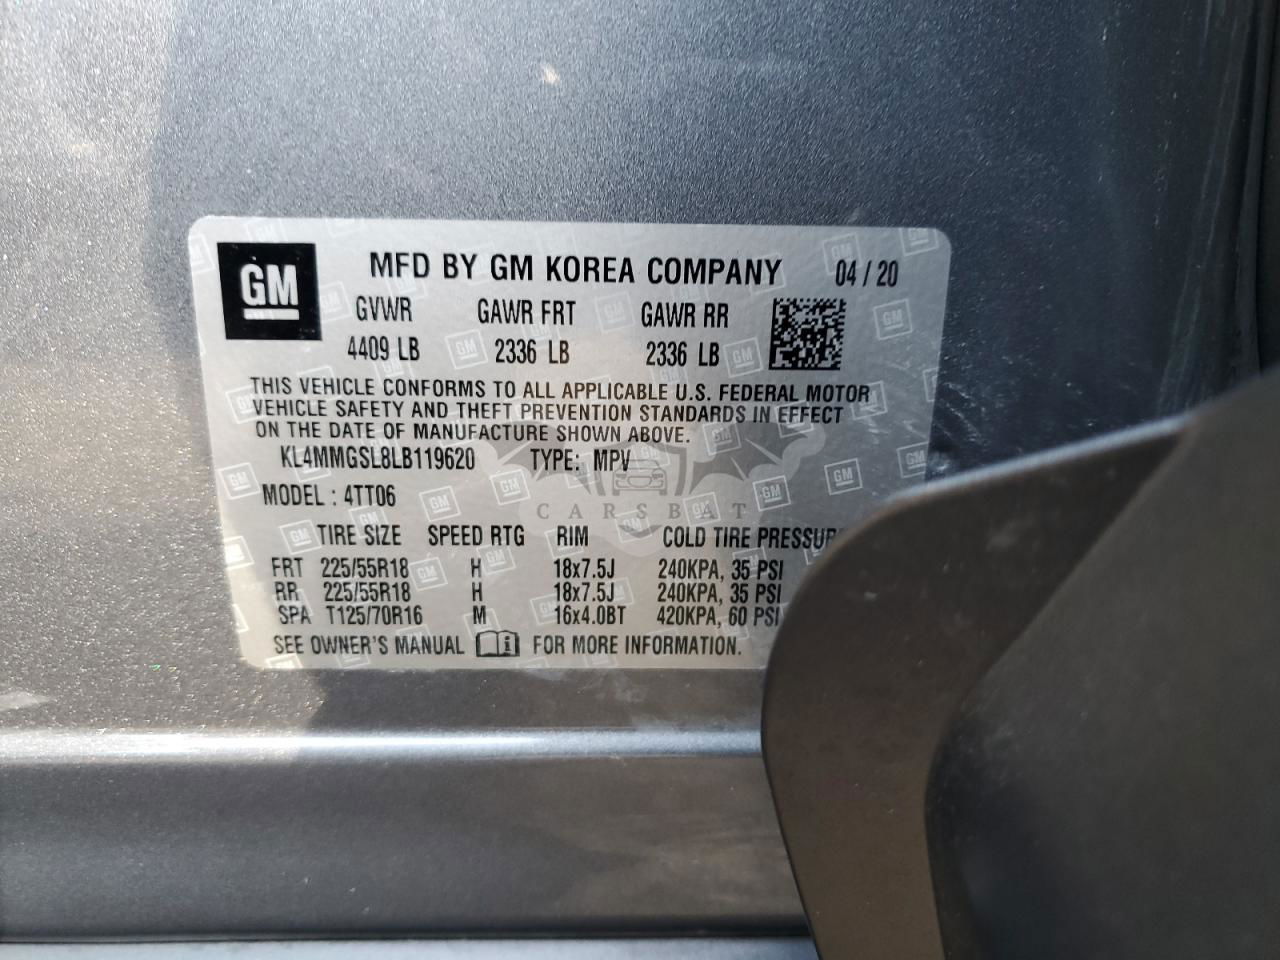 GM
MFD BY GM KOREA COMPANY 04 / 20
GVWR GAWR FRT GAWR RR
4409 LB 2336 LB 2336 LB
THIS VEHICLE CONFORMS TO ALL APPLICABLE U.S. FEDERAL MOTOR
VEHICLE SAFETY AND THEFT PREVENTION STANDARDS IN EFFECT
ON THE DATE OF MANUFACTURE SHOWN ABOVE.
KL4MMGSL8LB119620 TYPE: MPV
MODEL : 4TT06
CARSBAT
TIRE SIZE SPEED RTG RIM COLD TIRE PRESSUR
FRT 225/55R18 H 18x7.5J 240KPA, 35 PSI
RR 225/55R18 H 18x7.5J 240KPA, 35 PSI
SPA T125/70R16 M 16x4.0BT 420KPA, 60 PSI
SEE OWNER'S MANUAL FOR MORE INFORMATION.